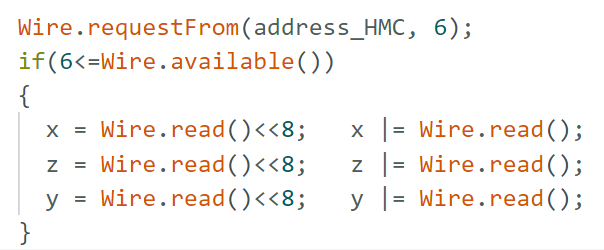 Wire.requestFrom(address_HMC, 6);
if(6<=Wire.available())
{
x = Wire.read()<<8;   x |= Wire.read();
z = Wire.read()<<8;   z |= Wire.read();
y = Wire.read()<<8;   y |= Wire.read();
}